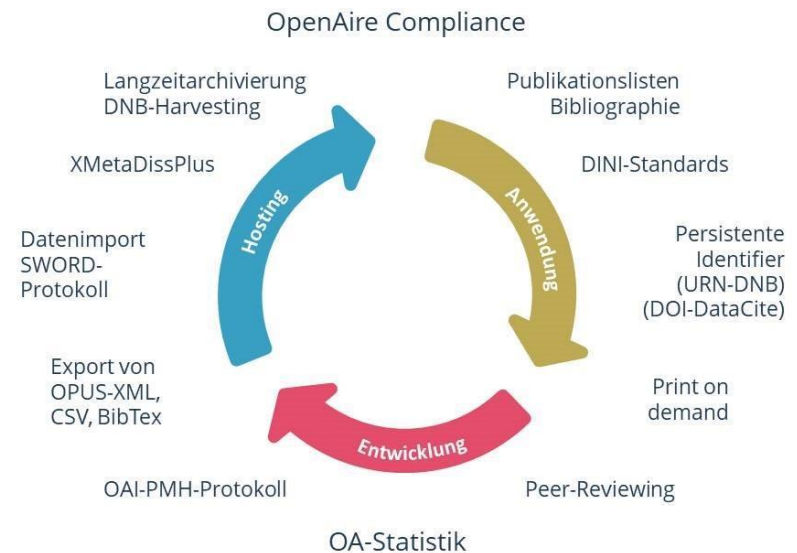 OpenAire Compliance
Langzeitarchivierung
DNB-Harvesting
Publikationslisten
Bibliographie
XMetaDissPlus
DINI-Standards
Hosting
Anwendung
Datenimport
SWORD-
Protokoll
Persistente
Identifier
(URN-DNB)
(DOI-DataCite)
Export von
OPUS-XML,
CSV, BibTex
Print on
demand
Entwicklung
OAI-PMH-Protokoll
Peer-Reviewing
OA-Statistik